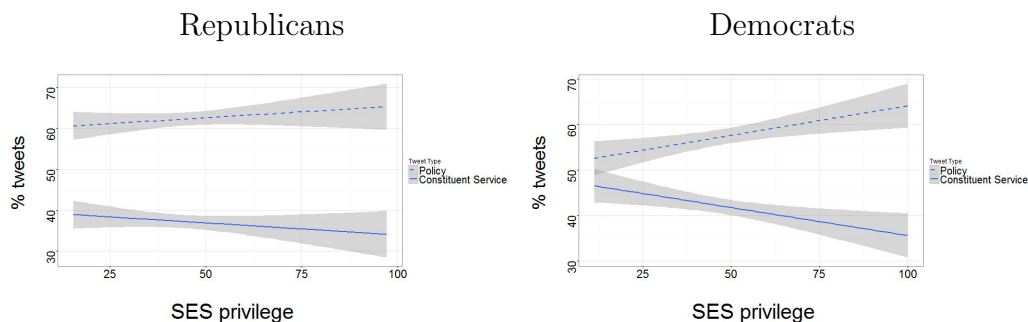 Republicans
% tweets
70
60
50
40
30
25
50
75
100
SES privilege
Tweet Type
Policy
Constituent Service
Democrats
% tweets
70
60
50
40
30
25
50
75
100
SES privilege
Tweet Type
Policy
Constituent Service